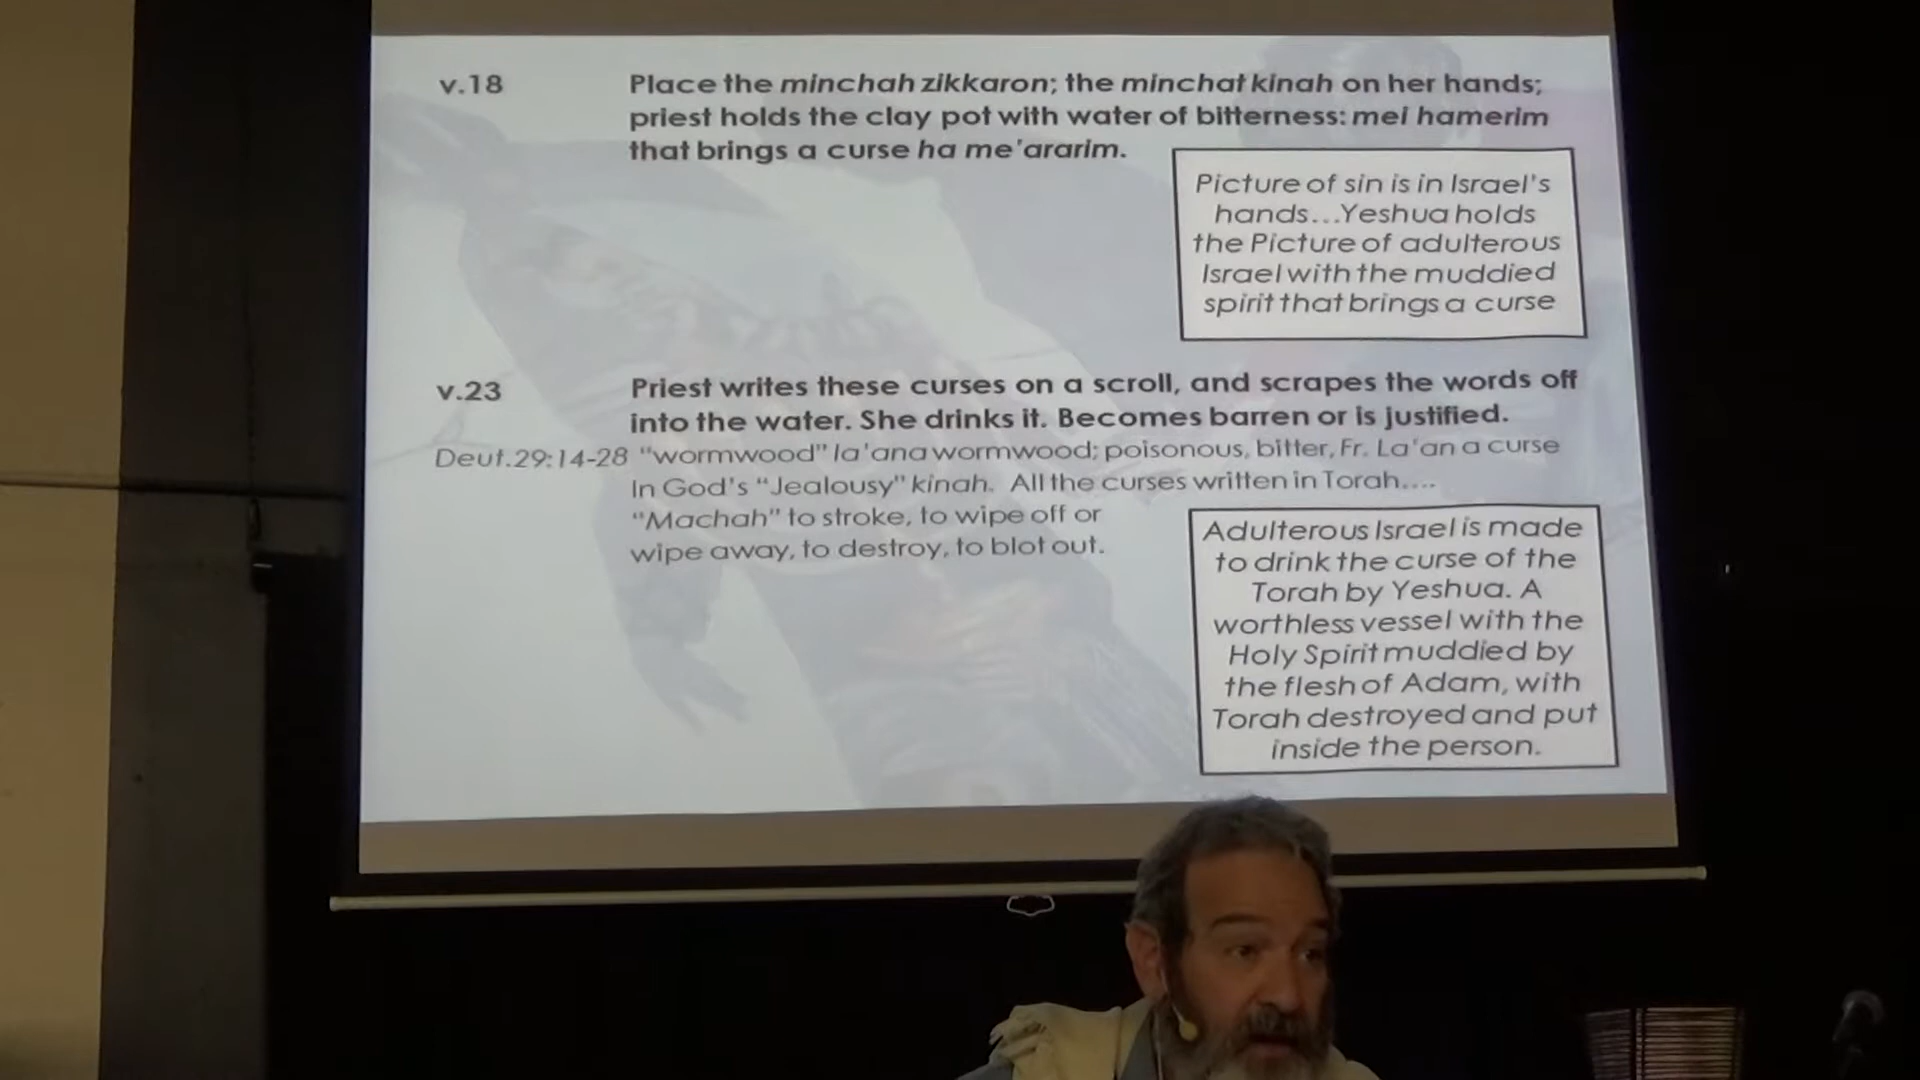 v.18 Place the minchah zikkaron; the minchat kinah on her hands;
priest holds the clay pot with water of bitterness: mei hamerim
that brings a curse ha me'ararim.
Picture of sin is in Israel's
hands...Yeshua holds
the Picture of adulterous
Israel with the muddied
spirit that brings a curse
v.23 Priest writes these curses on a scroll, and scrapes the words off
into the water. She drinks it. Becomes barren or is justified.
Deut.29:14-28 "wormwood" la'ana wormwood; poisonous, bitter, Fr. La'an a curse
In God's "Jealousy" kinah. All the curses written in Torah....
"Machah" to stroke, to wipe off or
wipe away, to destroy, to blot out.
Adulterous Israel is made
to drink the curse of the
Torah by Yeshua. A
worthless vessel with the
Holy Spirit muddied by
the flesh of Adam, with
Torah destroyed and put
inside the person.